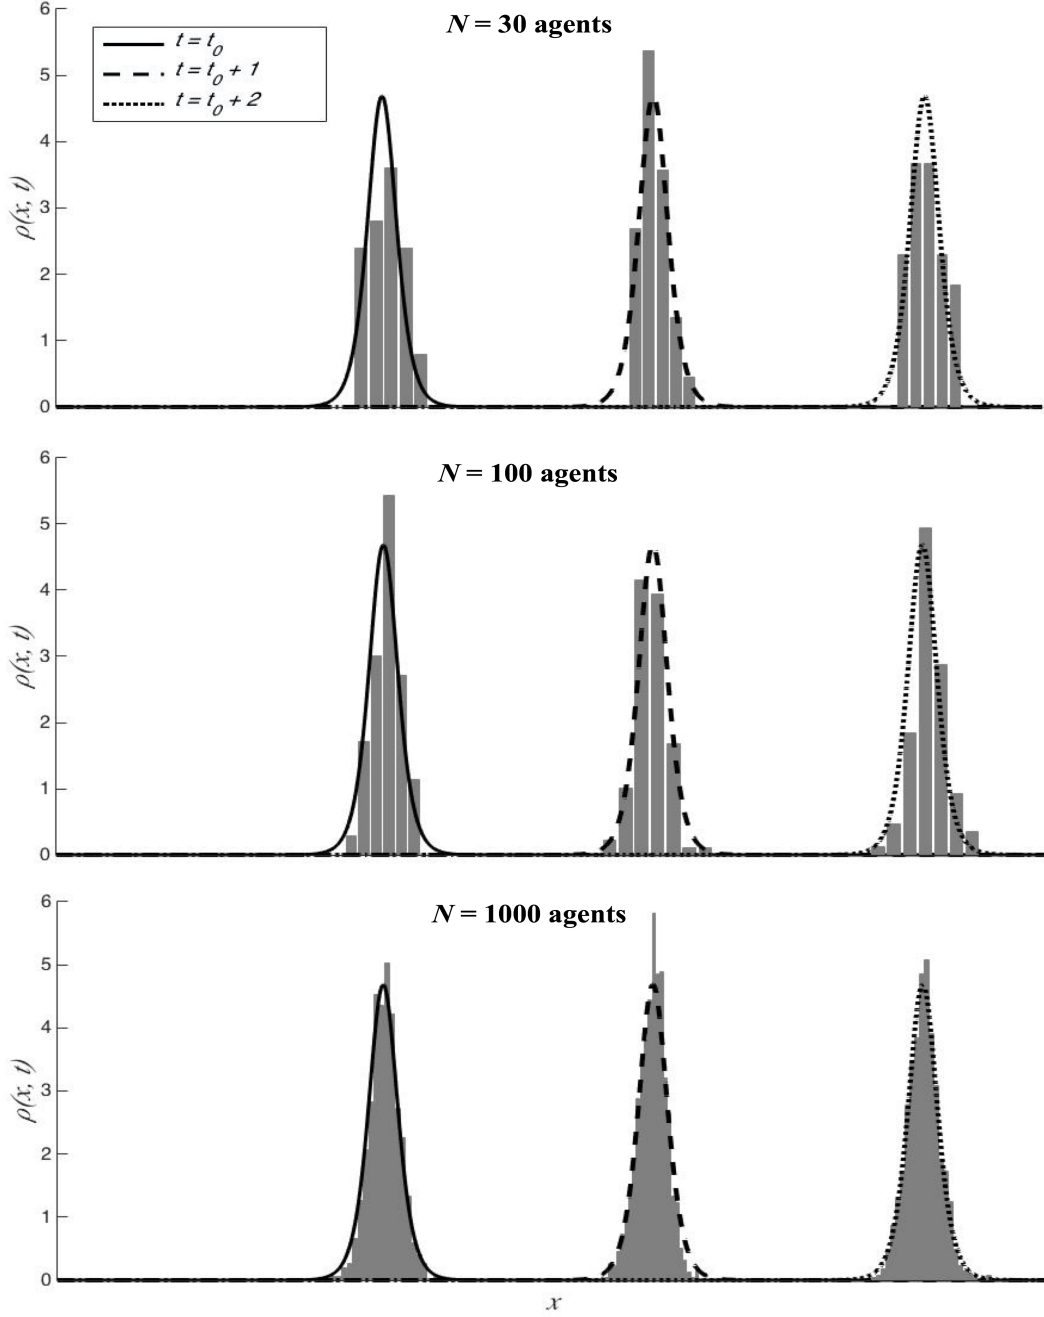 N = 30 agents
t = t0
t = t0 + 1
t = t0 + 2
6
5
4
3
2
1
0
ρ(x, t)
N = 100 agents
6
5
4
3
2
1
0
ρ(x, t)
N = 1000 agents
6
5
4
3
2
1
0
ρ(x, t)
x